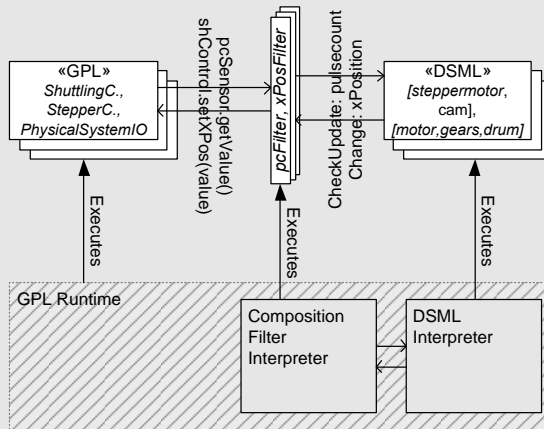 «GPL»
ShuttlingC.,
StepperC.,
PhysicalSystemIO
pcSensor.getValue()
shControl.setXPos(value)
pcFilter, xPosFilter
CheckUpdate: pulsecount
Change: xPosition
«DSML»
[steppermotor,
cam],
[motor,gears,drum]
Executes
Executes
Executes
GPL Runtime
Composition
Filter
Interpreter
DSML
Interpreter